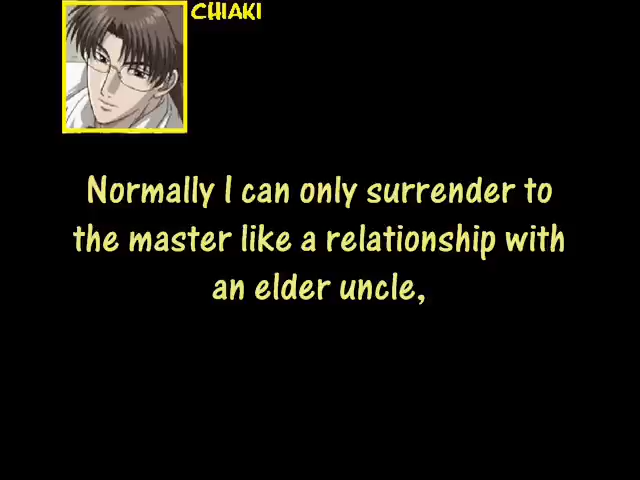 CHIAKI
Normally I can only surrender to
the master like a relationship with
an elder uncle,